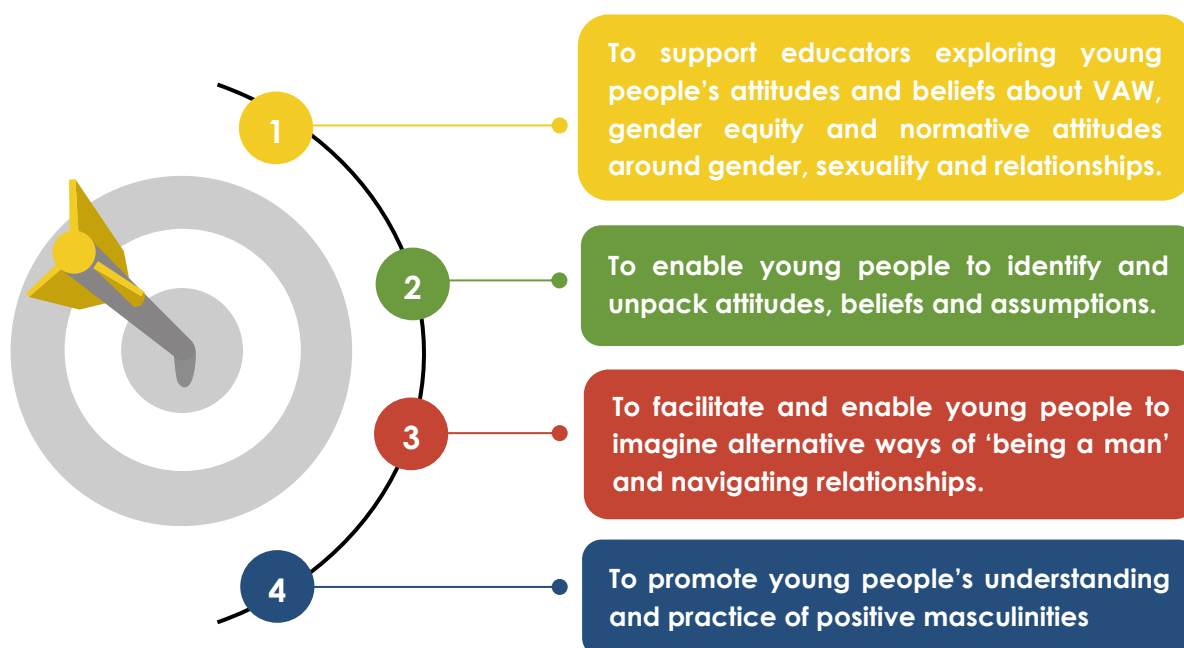 1
To support educators exploring young
people’s attitudes and beliefs about VAW,
gender equity and normative attitudes
around gender, sexuality and relationships.
2
To enable young people to identify and
unpack attitudes, beliefs and assumptions.
3
To facilitate and enable young people to
imagine alternative ways of ‘being a man’
and navigating relationships.
4
To promote young people’s understanding
and practice of positive masculinities